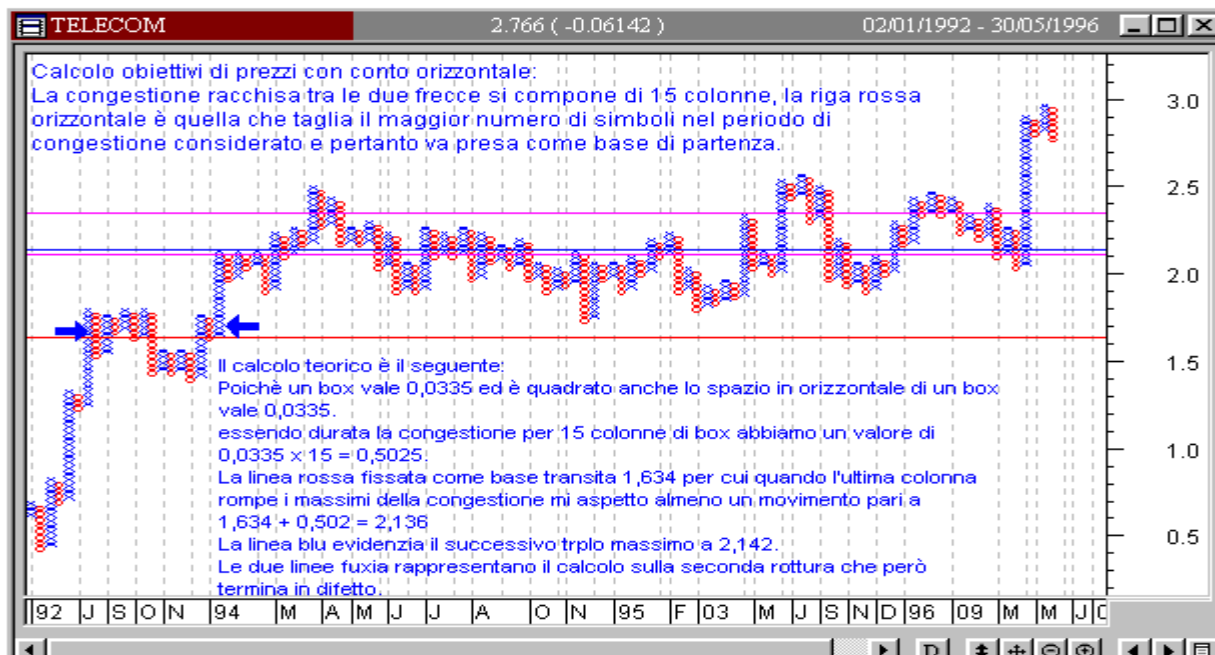 TELECOM 2.766 ( -0.06142 ) 02/01/1992 - 30/05/1996
Calcolo obiettivi di prezzi con conto orizzontale:
La congestione racchisa tra le due frecce si compone di 15 colonne, la riga rossa
orizzontale è quella che taglia il maggior numero di simboli nel periodo di
congestione considerato e pertanto va presa come base di partenza.
3.0
2.5
2.0
1.5
1.0
0.5
Il calcolo teorico è il seguente:
Poichè un box vale 0,0335 ed è quadrato anche lo spazio in orizzontale di un box
vale 0,0335.
essendo durata la congestione per 15 colonne di box abbiamo un valore di
0,0335 x 15 = 0,5025.
La linea rossa fissata come base transita 1,634 per cui quando l'ultima colonna
rompe i massimi della congestione mi aspetto almeno un movimento pari a
1,634 + 0,502 = 2,136
La linea blu evidenzia il successivo trplo massimo a 2,142.
Le due linee fuxia rappresentano il calcolo sulla seconda rottura che però
termina in difetto.
92 J S O N 94 M A M J J A O N 95 F 03 M J S N D 96 09 M M J
D